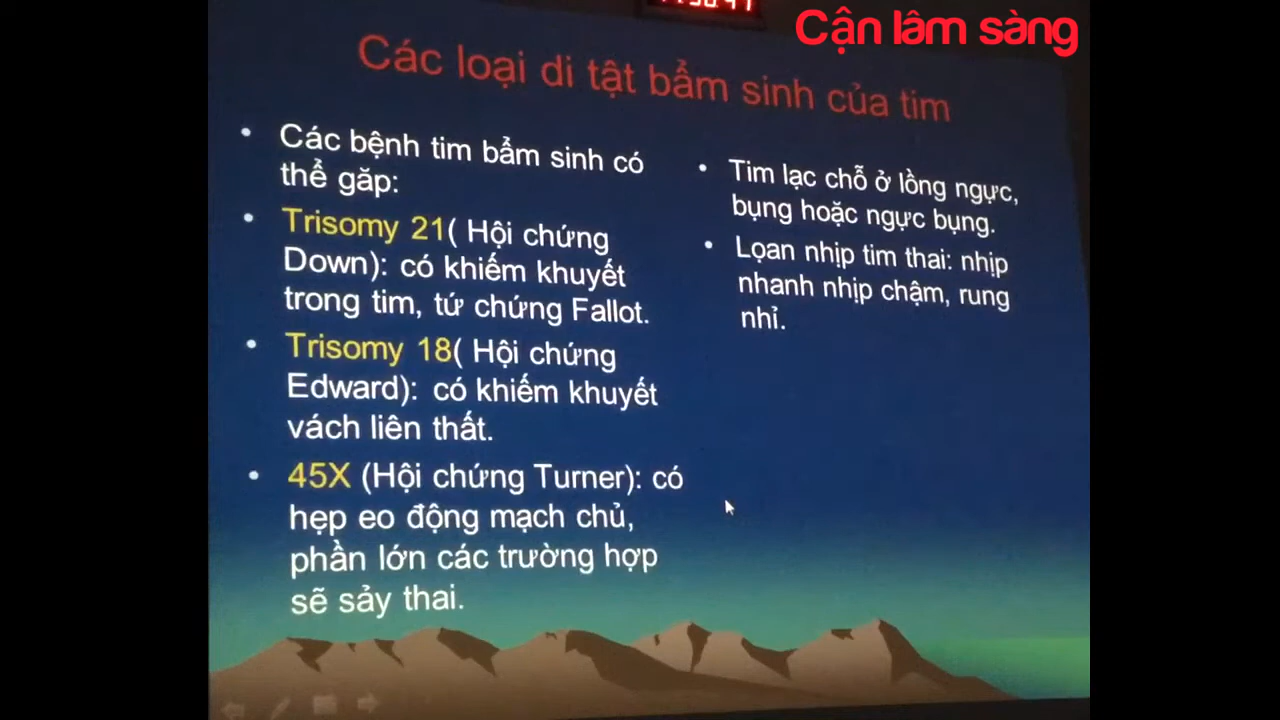 Cận lâm sàng
Các loại di tật bẩm sinh của tim
• Các bệnh tim bẩm sinh có
thể gặp:
• Trisomy 21( Hội chứng
Down): có khiếm khuyết
trong tim, tứ chứng Fallot.
• Trisomy 18( Hội chứng
Edward): có khiếm khuyết
vách liên thất.
• 45X (Hội chứng Turner): có
hẹp eo động mạch chủ,
phần lớn các trường hợp
sẽ sảy thai.
• Tim lạc chỗ ở lồng ngực,
bụng hoặc ngực bụng.
• Lọan nhịp tim thai: nhịp
nhanh nhịp chậm, rung
nhỉ.